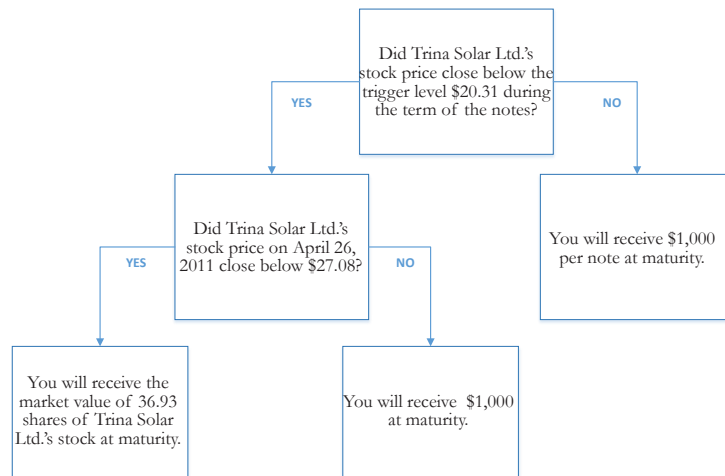 Did Trina Solar Ltd.'s
stock price close below the
trigger level $20.31 during
the term of the notes?
YES
NO
Did Trina Solar Ltd.'s
stock price on April 26,
2011 close below $27.08?
You will receive $1,000
per note at maturity.
YES
NO
You will receive the
market value of 36.93
shares of Trina Solar
Ltd.'s stock at maturity.
You will receive $1,000
at maturity.